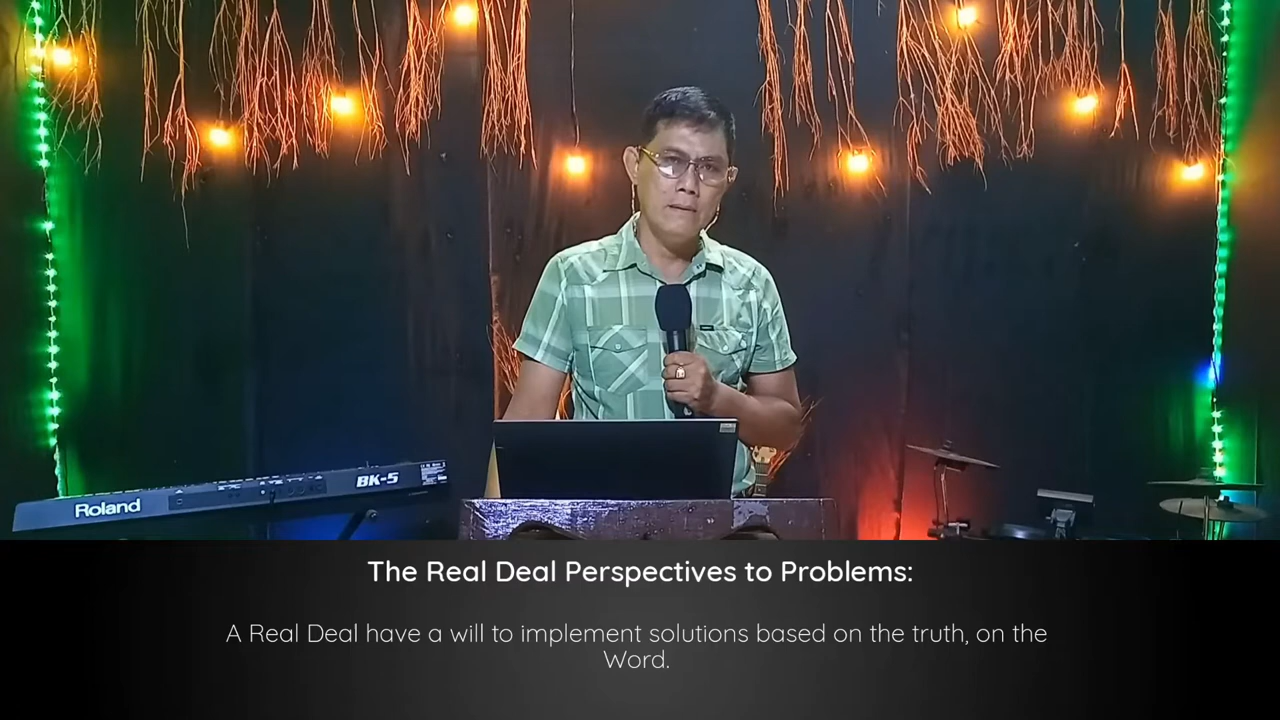 Roland
BK-5
The Real Deal Perspectives to Problems:
A Real Deal have a will to implement solutions based on the truth, on the
Word.